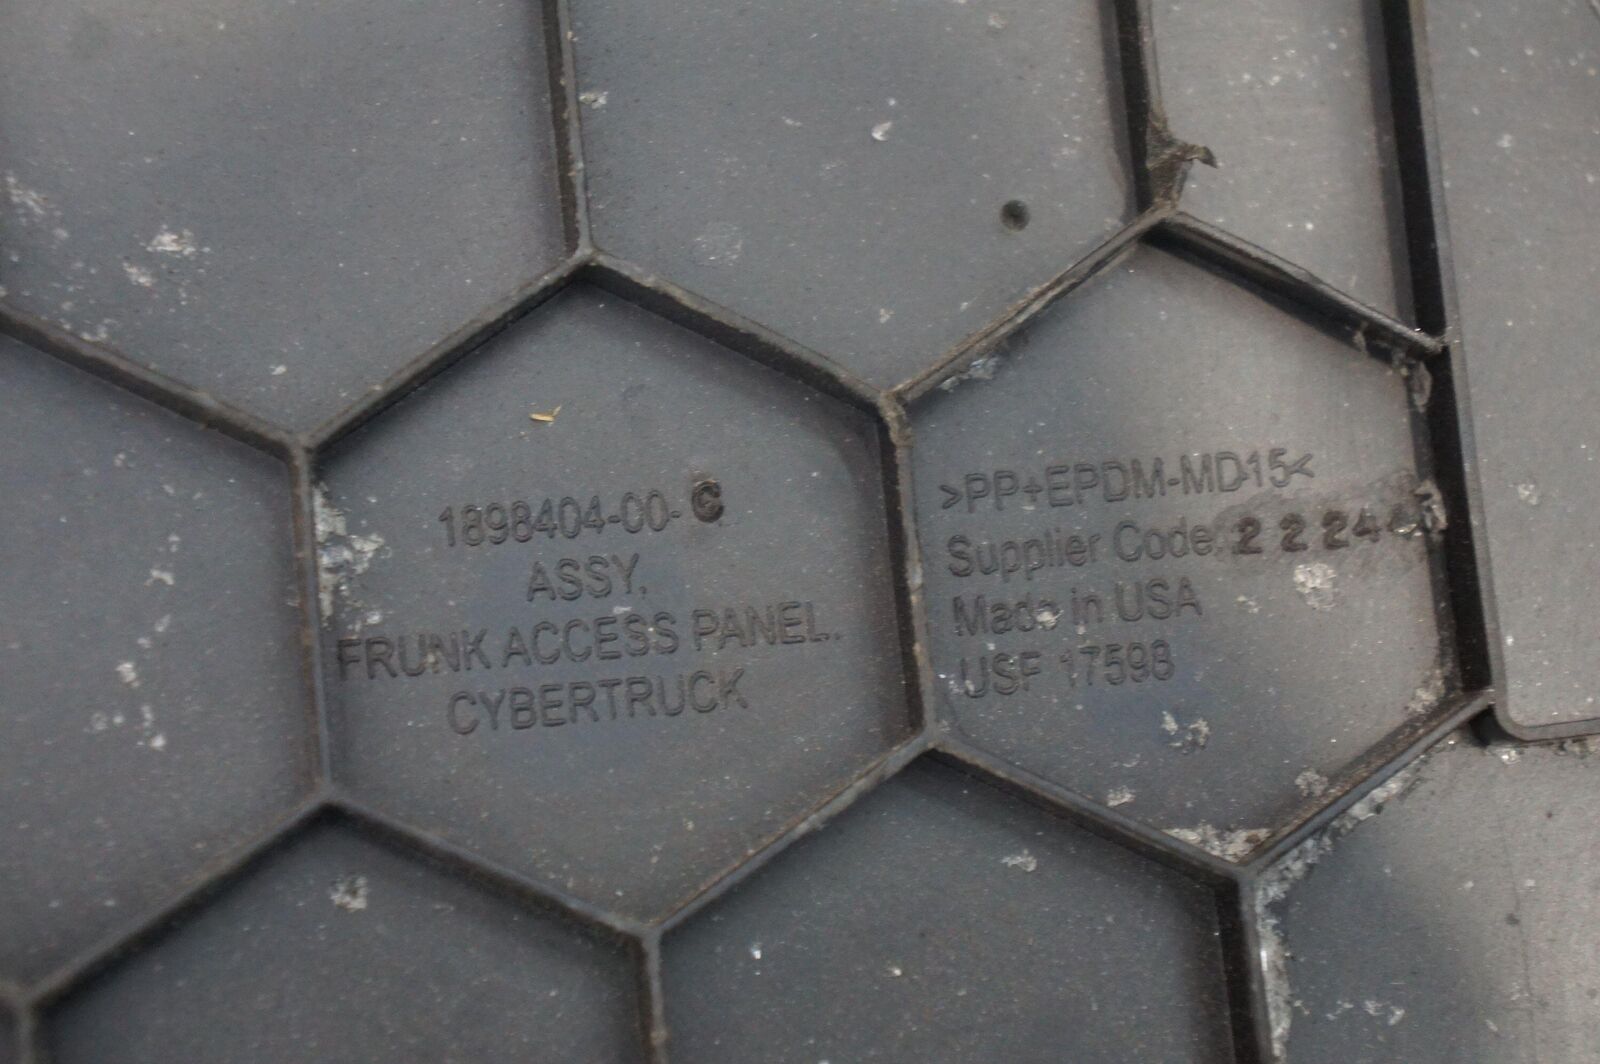 1898404-00-C
ASSY,
FRUNK ACCESS PANEL,
CYBERTRUCK
>PP+EPDM-MD15<
Supplier Code:
Made in USA
USF 17598